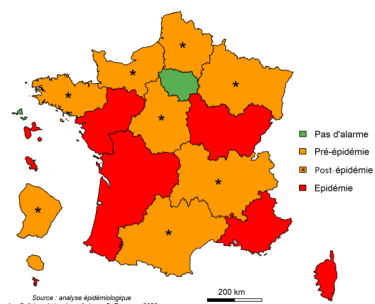 Pas d'alarme
Pré-épidémie
* Post-épidémie
Epidémie
* * * * * * * *
200 km
Source : analyse épidémiologique